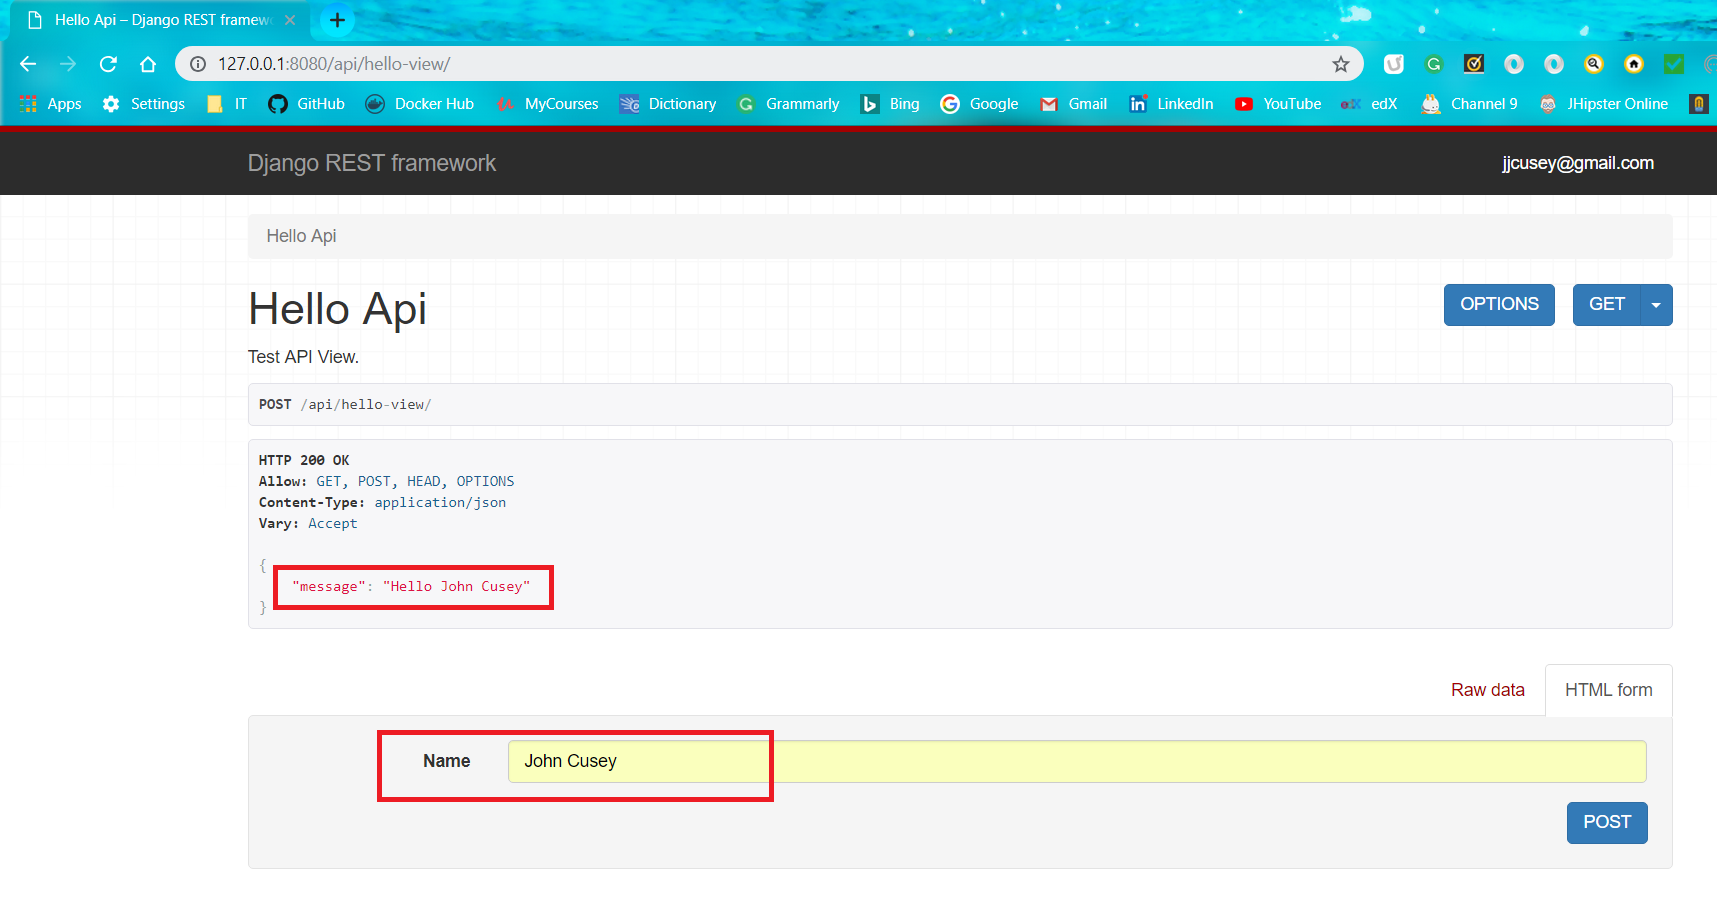 Hello Api – Django REST framew
127.0.0.1:8080/api/hello-view/
Apps Settings IT GitHub Docker Hub MyCourses Dictionary Grammarly Bing Google Gmail LinkedIn YouTube edX Channel 9 JHipster Online
Django REST framework jjcusey@gmail.com
Hello Api
Hello Api OPTIONS GET
Test API View.
POST /api/hello-view/
HTTP 200 OK
Allow: GET, POST, HEAD, OPTIONS
Content-Type: application/json
Vary: Accept
{
"message": "Hello John Cusey"
}
Raw data HTML form
Name John Cusey
POST